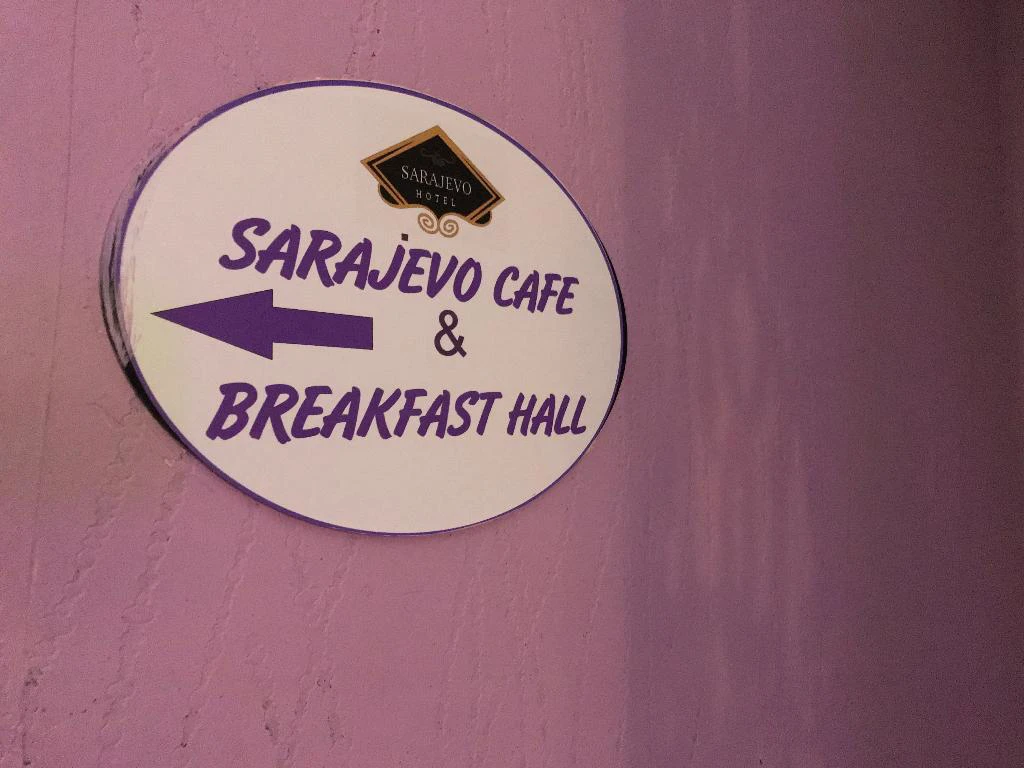 SARAJEVO
HOTEL
SARAJEVO CAFE
&
BREAKFAST HALL